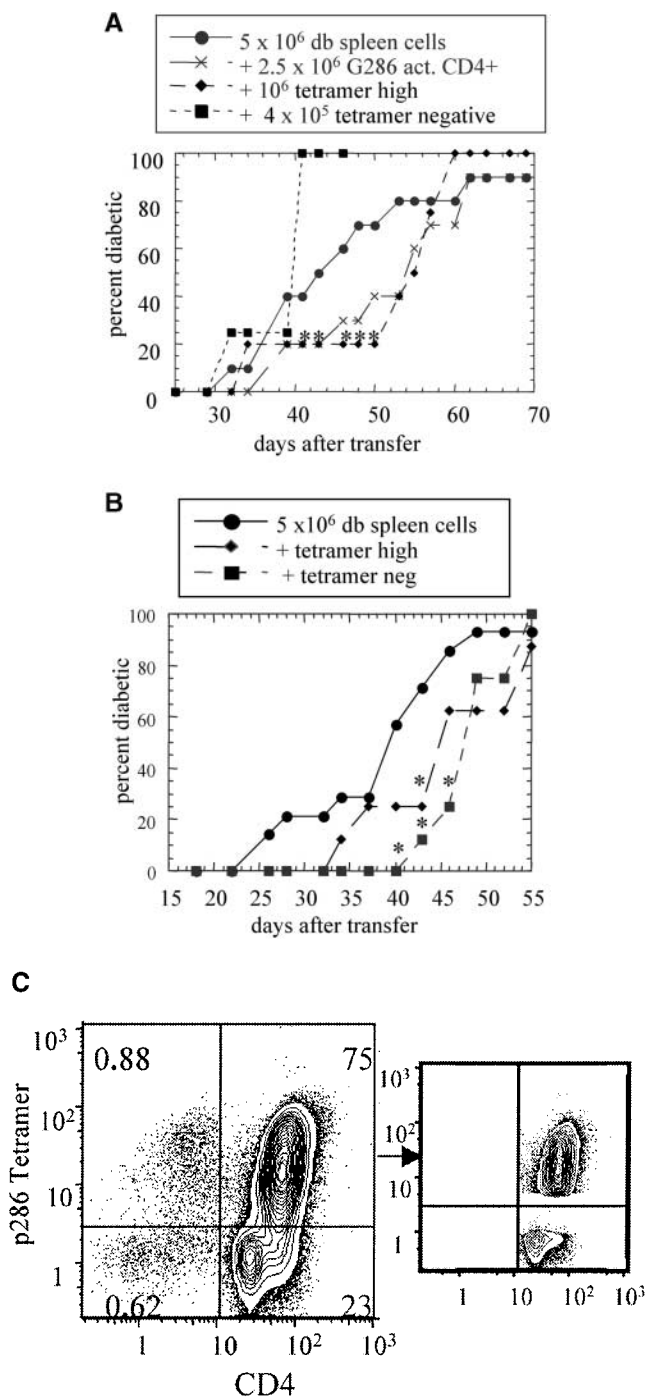 A
5 x 10⁶ db spleen cells
+ 2.5 x 10⁶ G286 act. CD4+
+ 10⁶ tetramer high
+ 4 x 10⁵ tetramer negative
100
80
60
40
20
0
percent diabetic
* * * * *
30 40 50 60 70
days after transfer
B
5 x10⁶ db spleen cells
+ tetramer high
+ tetramer neg
100
80
60
40
20
0
percent diabetic
* *
* *
15 22 25 30 35 40 45 50 55
days after transfer
C
p286 Tetramer
10³
10²
10
1
0.88 75
0.62 23
1 10 10² 10³
CD4
10³
10²
10
1
1 10 10² 10³